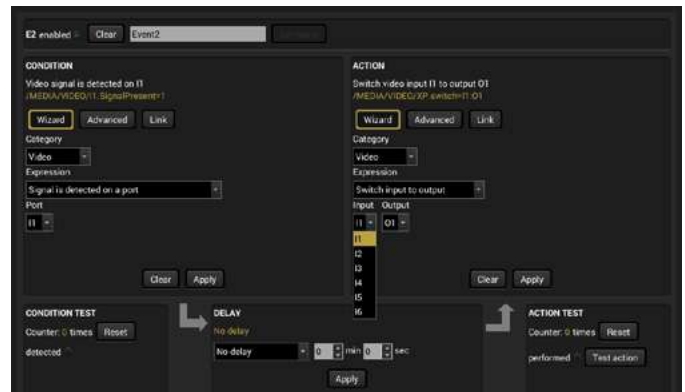 E2 enabled Clear Event2
CONDITION
Video signal is detected on I1
/MEDIA/VIDEO/I1.SignalPresent=1
Wizard Advanced Link
Category
Video
Expression
Signal is detected on a port
Port
I1
Clear Apply
ACTION
Switch video input I1 to output O1
/MEDIA/VIDEO/XP:switch=I1:O1
Wizard Advanced Link
Category
Video
Expression
Switch input to output
Input Output
I1 O1
I1
I2
I3
I4
I5
I6
Clear Apply
CONDITION TEST
Counter: 0 times Reset
detected
DELAY
No delay
No delay 0 min 0 sec
Apply
ACTION TEST
Counter: 0 times Reset
performed Test action